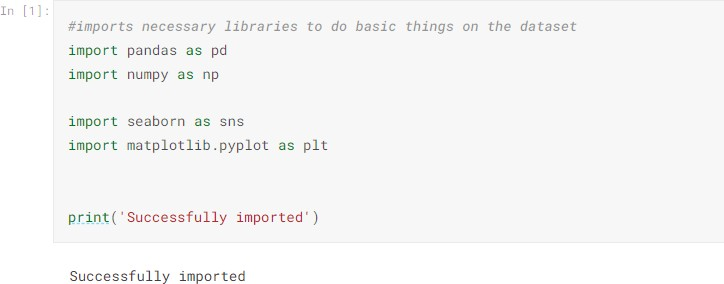 In [1]:
#imports necessary libraries to do basic things on the dataset
import pandas as pd
import numpy as np
import seaborn as sns
import matplotlib.pyplot as plt
print('Successfully imported')
Successfully imported